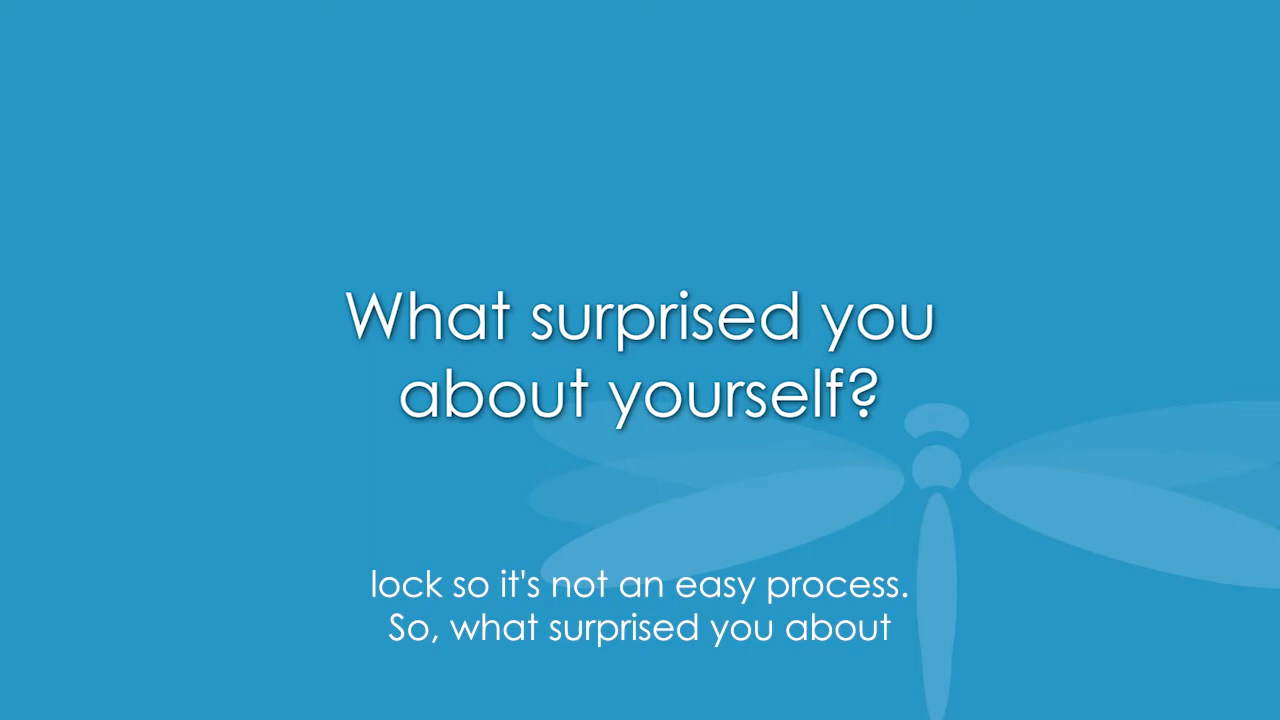 What surprised you
about yourself?
lock so it's not an easy process.
So, what surprised you about